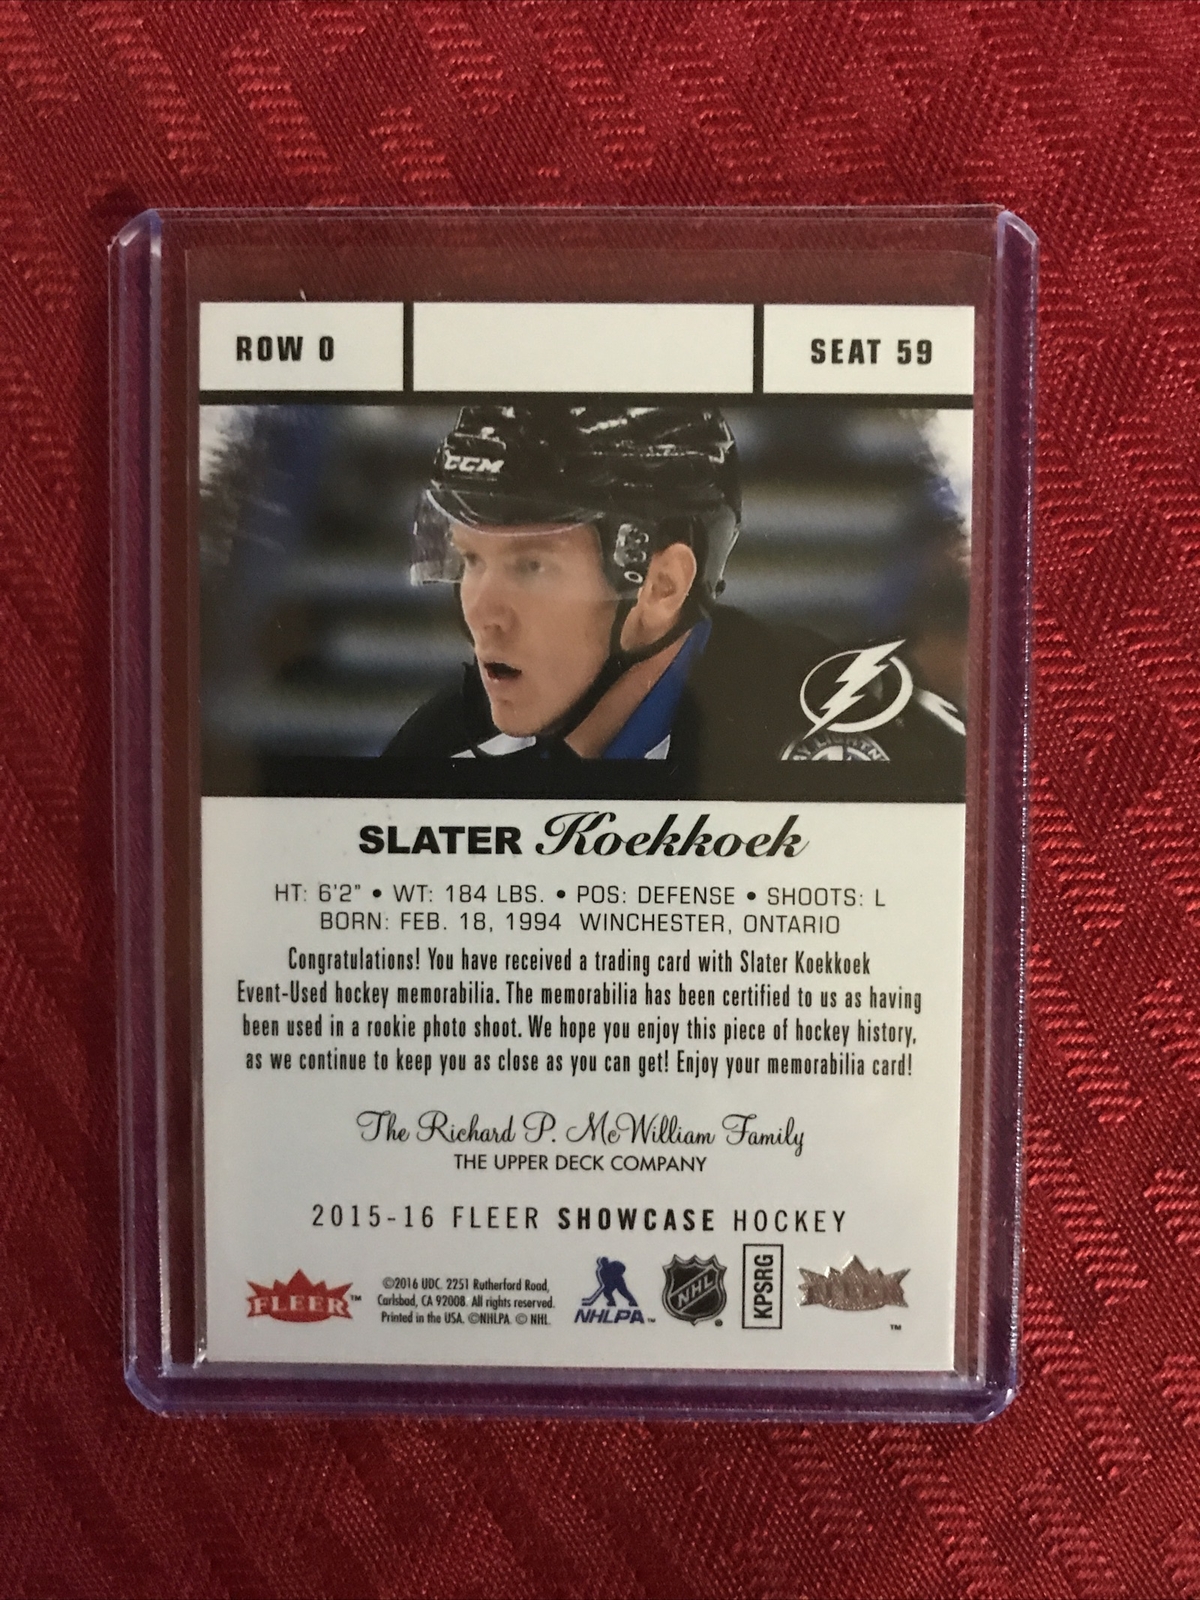 ROW 0
SEAT 59
CCM
SLATER Koekkoek
HT: 6'2" • WT: 184 LBS. • POS: DEFENSE • SHOOTS: L
BORN: FEB. 18, 1994 WINCHESTER, ONTARIO
Congratulations! You have received a trading card with Slater Koekkoek
Event-Used hockey memorabilia. The memorabilia has been certified to us as having
been used in a rookie photo shoot. We hope you enjoy this piece of hockey history,
as we continue to keep you as close as you can get! Enjoy your memorabilia card!
The Richard P. McWilliam Family
THE UPPER DECK COMPANY
2015-16 FLEER SHOWCASE HOCKEY
FLEER™
©2016 UDC. 2251 Rutherford Road,
Carlsbad, CA 92008. All rights reserved.
Printed in the USA. ©NHLPA. © NHL.
NHLPA™
NHL
KPSRG
FLEER
™